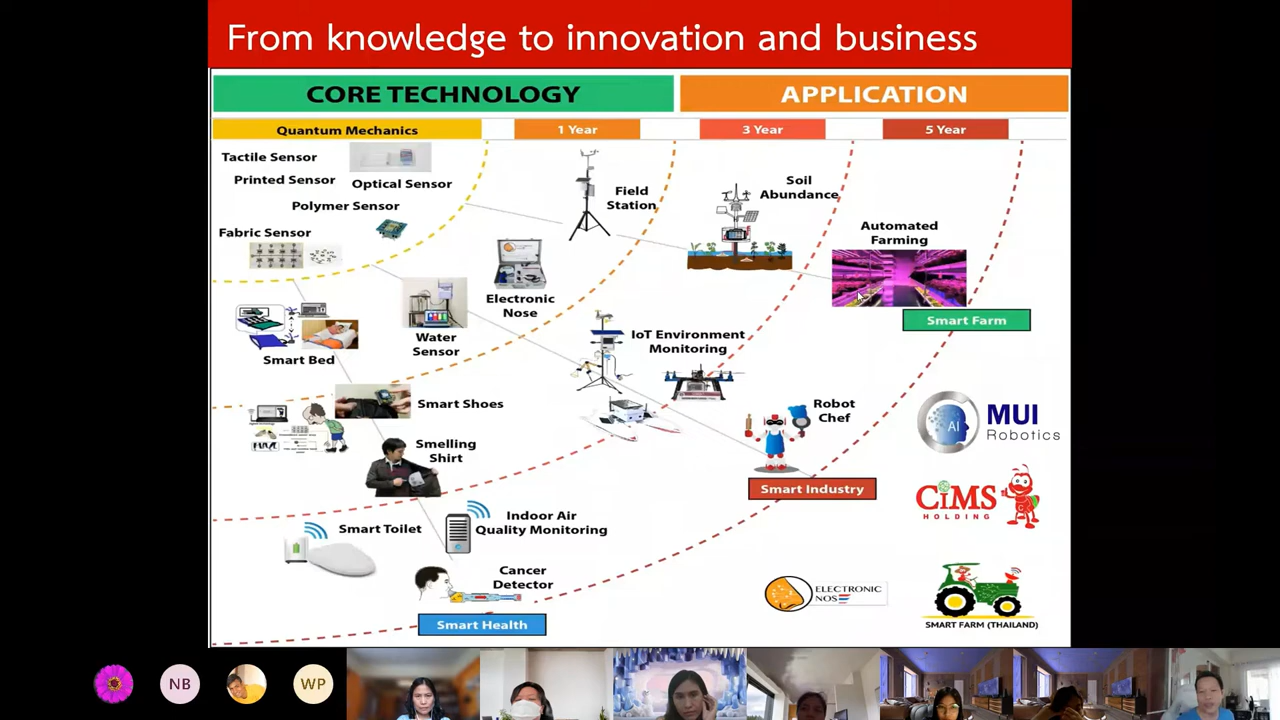 From knowledge to innovation and business
CORE TECHNOLOGY
APPLICATION
Quantum Mechanics
1 Year
3 Year
5 Year
Tactile Sensor
Printed Sensor
Optical Sensor
Polymer Sensor
Fabric Sensor
Field
Station
Soil
Abundance
Automated
Farming
Electronic
Nose
Smart Farm
Water
Sensor
IoT Environment
Monitoring
Smart Bed
Smart Shoes
Robot
Chef
AI
MUI
Robotics
Smelling
Shirt
Smart Industry
CiMS
HOLDING
Smart Toilet
Indoor Air
Quality Monitoring
Cancer
Detector
ELECTRONIC
NOSE
Smart Health
SMART FARM (THAILAND)
NB
WP